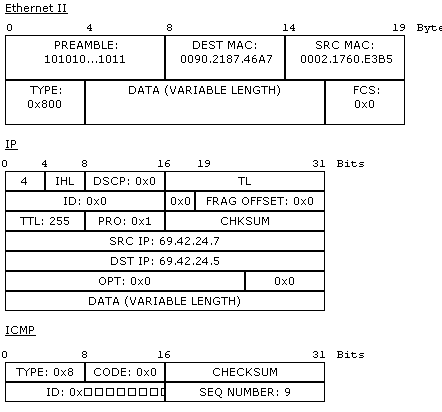 Ethernet II
0 4 8 14 19 Byte
PREAMBLE: DEST MAC: SRC MAC:
101010...1011 0090.2187.46A7 0002.1760.E3B5
TYPE: DATA (VARIABLE LENGTH) FCS:
0x800 0x0
IP
0 4 8 16 19 31 Bits
4 IHL DSCP: 0x0 TL
ID: 0x0 0x0 FRAG OFFSET: 0x0
TTL: 255 PRO: 0x1 CHKSUM
SRC IP: 69.42.24.7
DST IP: 69.42.24.5
OPT: 0x0 0x0
DATA (VARIABLE LENGTH)
ICMP
0 8 16 31 Bits
TYPE: 0x8 CODE: 0x0 CHECKSUM
ID: 0x SEQ NUMBER: 9